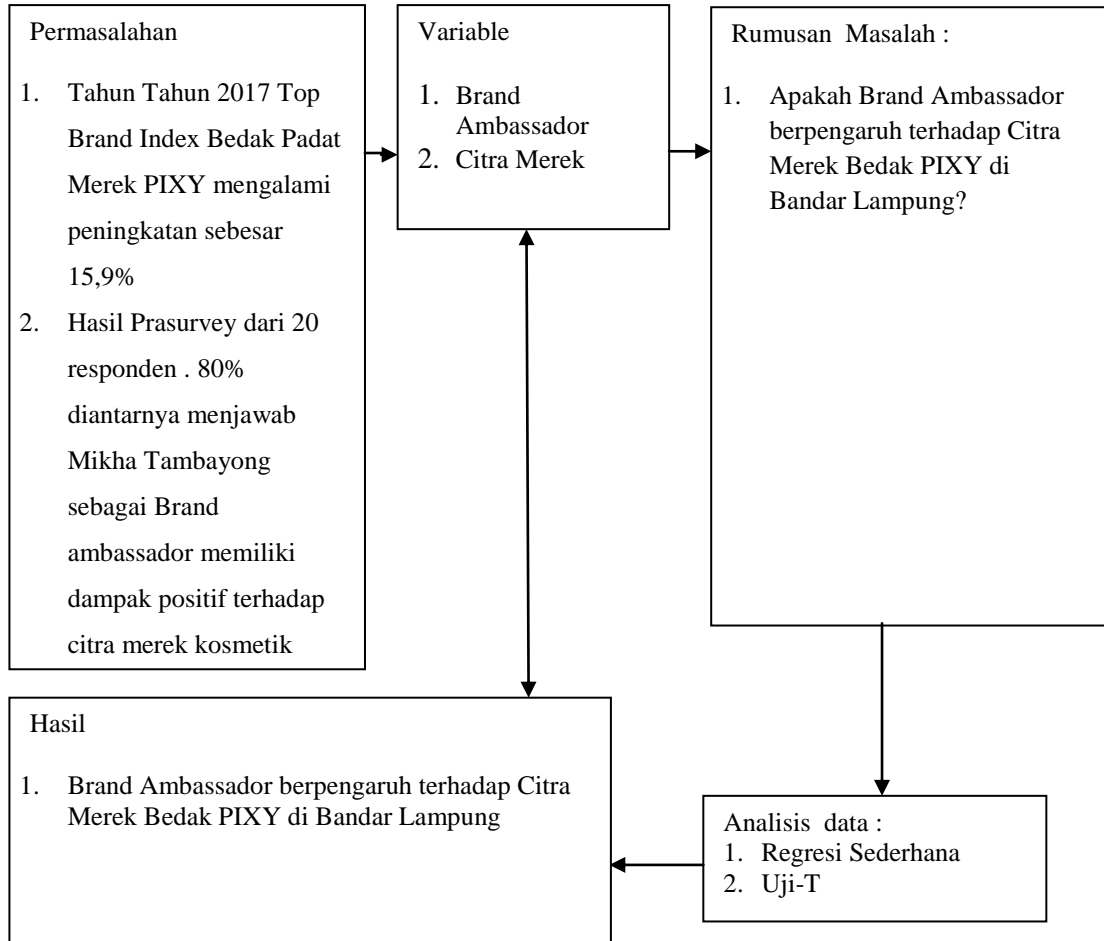 Permasalahan
1. Tahun Tahun 2017 Top
Brand Index Bedak Padat
Merek PIXY mengalami
peningkatan sebesar
15,9%
2. Hasil Prasurvey dari 20
responden . 80%
diantarnya menjawab
Mikha Tambayong
sebagai Brand
ambassador memiliki
dampak positif terhadap
citra merek kosmetik
Variable
1. Brand
Ambassador
2. Citra Merek
Rumusan Masalah :
1. Apakah Brand Ambassador
berpengaruh terhadap Citra
Merek Bedak PIXY di
Bandar Lampung?
Analisis data :
1. Regresi Sederhana
2. Uji-T
Hasil
1. Brand Ambassador berpengaruh terhadap Citra
Merek Bedak PIXY di Bandar Lampung